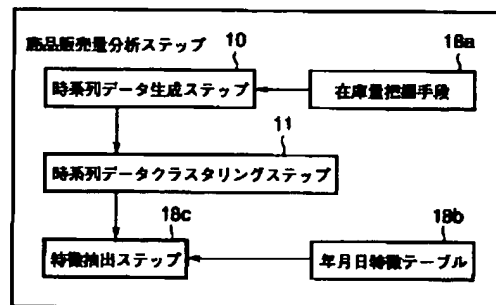 商品販売量分析ステップ
10
18a
時系列データ生成ステップ
在庫量把握手段
11
時系列データクラスタリングステップ
18c
18b
特徴抽出ステップ
年月日特徴テーブル